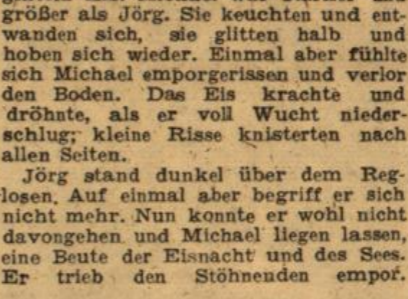 größer als Jörg. Sie keuchten und ent-
wanden sich, sie glitten halb und
hoben sich wieder. Einmal aber fühlte
sich Michael emporgerissen und verlor
den Boden. Das Eis krachte und
dröhnte, als er voll Wucht nieder-
schlug; kleine Risse knisterten nach
allen Seiten.
Jörg stand dunkel über dem Reg-
losen. Auf einmal aber begriff er sich
nicht mehr. Nun konnte er wohl nicht
davongehen und Michael liegen lassen,
eine Beute der Eisnacht und des Sees.
Er trieb den Stöhnenden empor.